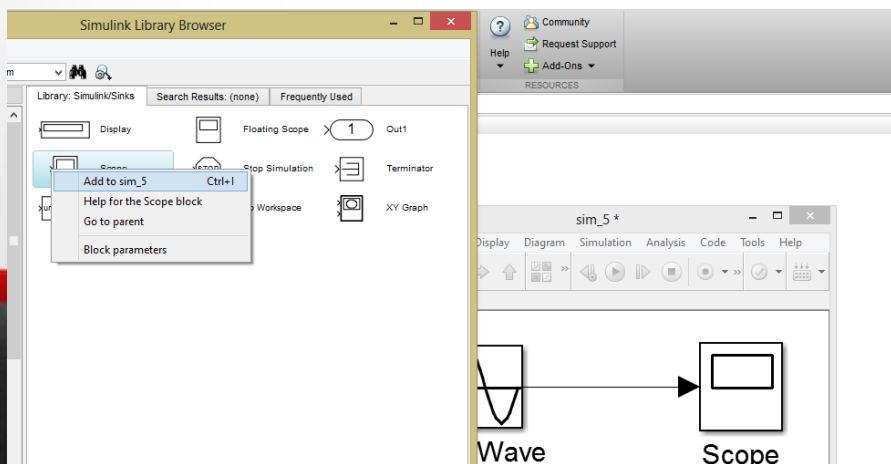 Simulink Library Browser
Help
Community
Request Support
Add-Ons
RESOURCES
m
Library: Simulink/Sinks Search Results: (none) Frequently Used
Display Floating Scope 1 Out1
Scope STOP Stop Simulation Terminator
Workspace XY Graph
Add to sim_5 Ctrl+I
Help for the Scope block
Go to parent
Block parameters
sim_5 *
Display Diagram Simulation Analysis Code Tools Help
Wave Scope